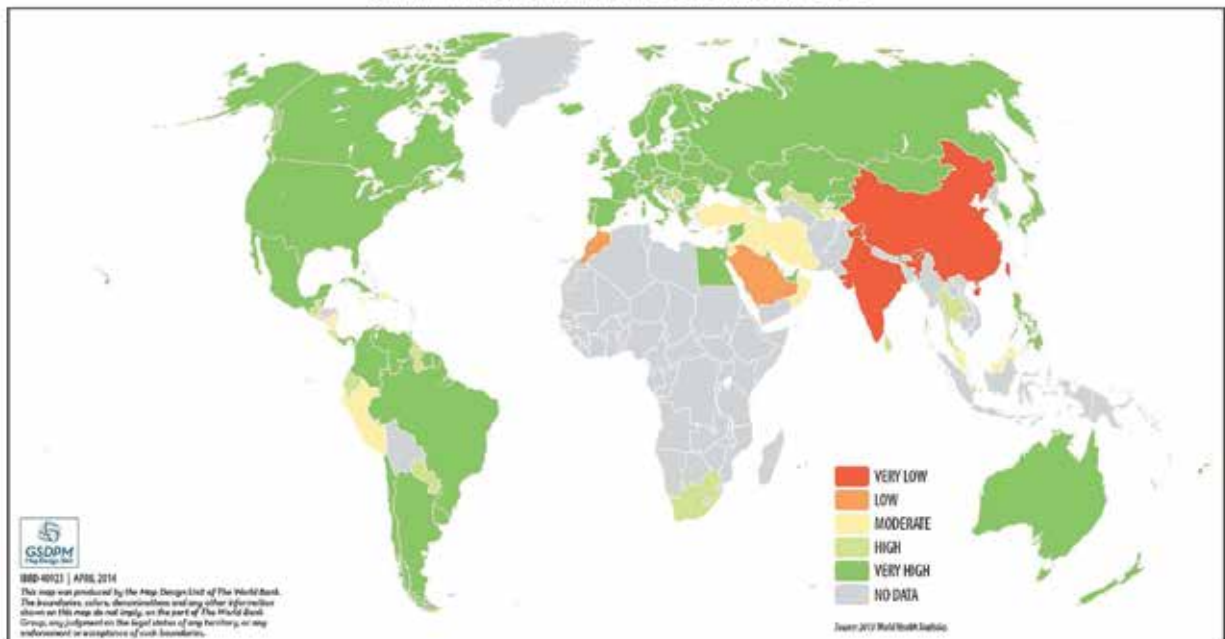 VERY LOW
LOW
MODERATE
HIGH
VERY HIGH
NO DATA
GSDPM
Map Design Unit
IBRD 40923 | APRIL 2014
This map was produced by the Map Design Unit of The World Bank.
The boundaries, colors, denominations and any other information
shown on this map do not imply, on the part of The World Bank
Group, any judgment on the legal status of any territory, or any
endorsement or acceptance of such boundaries.
Source: 2013 World Health Statistics